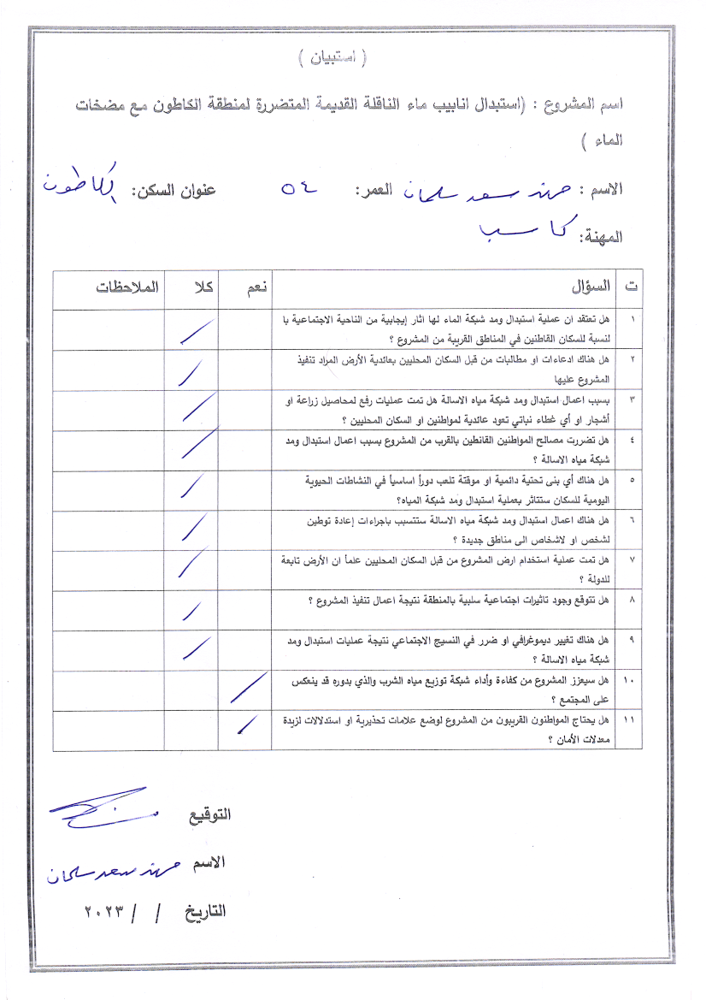 ( استبيان )
اسم المشروع : (استبدال انابيب ماء الناقلة القديمة المتضررة لمنطقة الكاطون مع مضخات
الماء )
الاسم : مهند سعد سلمان العمر: ٥٤ عنوان السكن: الكاطون
المهنة: كاسب
ت السؤال نعم كلا الملاحظات
١ هل تعتقد ان عملية استبدال ومد شبكة الماء لها اثار إيجابية من الناحية الاجتماعية با
لنسبة للسكان القاطنين في المناطق القريبة من المشروع ؟
٢ هل هناك ادعاءات او مطالبات من قبل السكان المحليين بعائدية الأرض المراد تنفيذ
المشروع عليها
٣ بسبب اعمال استبدال ومد شبكة مياه الاسالة هل تمت عمليات رفع لمحاصيل زراعة او
أشجار او أي غطاء نباتي تعود عائدية لمواطنين او السكان المحليين ؟
٤ هل تضررت مصالح المواطنين القانطين بالقرب من المشروع بسبب اعمال استبدال ومد
شبكة مياه الاسالة ؟
٥ هل هناك أي بنى تحتية دائمية او موقتة تلعب دوراً اساسياً في النشاطات الحيوية
اليومية للسكان ستتاثر بعملية استبدال ومد شبكة المياه؟
٦ هل هناك اعمال استبدال ومد شبكة مياه الاسالة ستتسبب باجراءات إعادة توطين
لشخص او لاشخاص الى مناطق جديدة ؟
٧ هل تمت عملية استخدام ارض المشروع من قبل السكان المحليين علماً ان الأرض تابعة
للدولة ؟
٨ هل تتوقع وجود تاثيرات اجتماعية سلبية بالمنطقة نتيجة اعمال تنفيذ المشروع ؟
٩ هل هناك تغيير ديموغرافي او ضرر في النسيج الاجتماعي نتيجة عمليات استبدال ومد
شبكة مياه الاسالة ؟
١٠ هل سيعزز المشروع من كفاءة وأداء شبكة توزيع مياه الشرب والذي بدوره قد ينعكس
على المجتمع ؟
١١ هل يحتاج المواطنون القريبون من المشروع لوضع علامات تحذيرية او استدلالات لزيدة
معدلات الأمان ؟
التوقيع
الاسم مهند سعد سلمان
التاريخ / / ٢٠٢٣